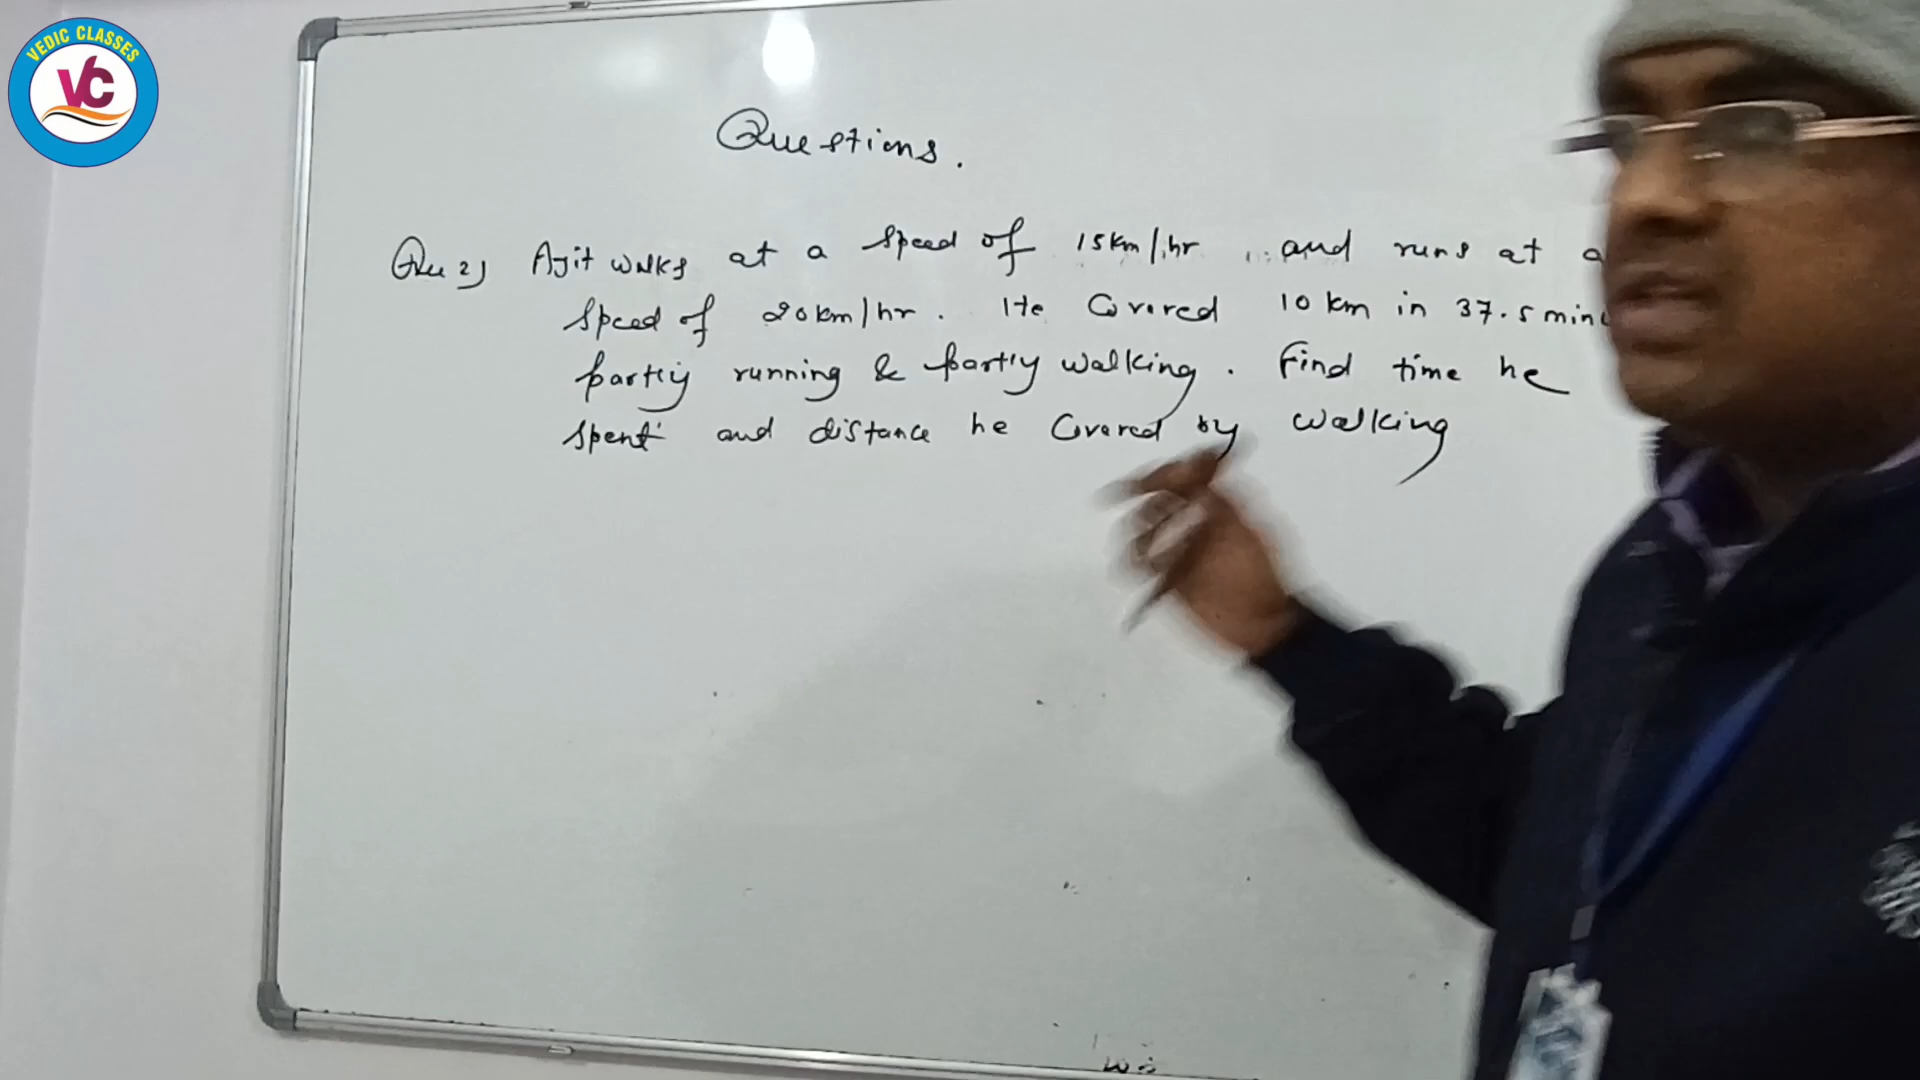 VEDIC CLASSES
VC
Questions.
Que 2) Ajit walks at a speed of 15km/hr and runs at a
speed of 20km/hr. He Covered 10 km in 37.5 min
partly running & partly walking. Find time he
spent and distance he Covered by walking